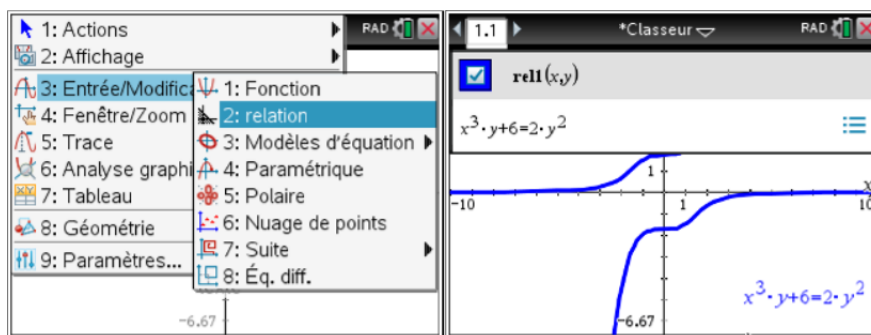 1: Actions
2: Affichage
3: Entrée/Modific
4: Fenêtre/Zoom
5: Trace
6: Analyse graphi
7: Tableau
8: Géométrie
9: Paramètres...
RAD
1: Fonction
2: relation
3: Modèles d'équation
4: Paramétrique
5: Polaire
6: Nuage de points
7: Suite
8: Éq. diff.
-6.67
1.1
*Classeur
RAD
rel1(x,y)
x³·y+6=2·y²
1
x
-10
1
10
x³·y+6=2·y²
-6.67